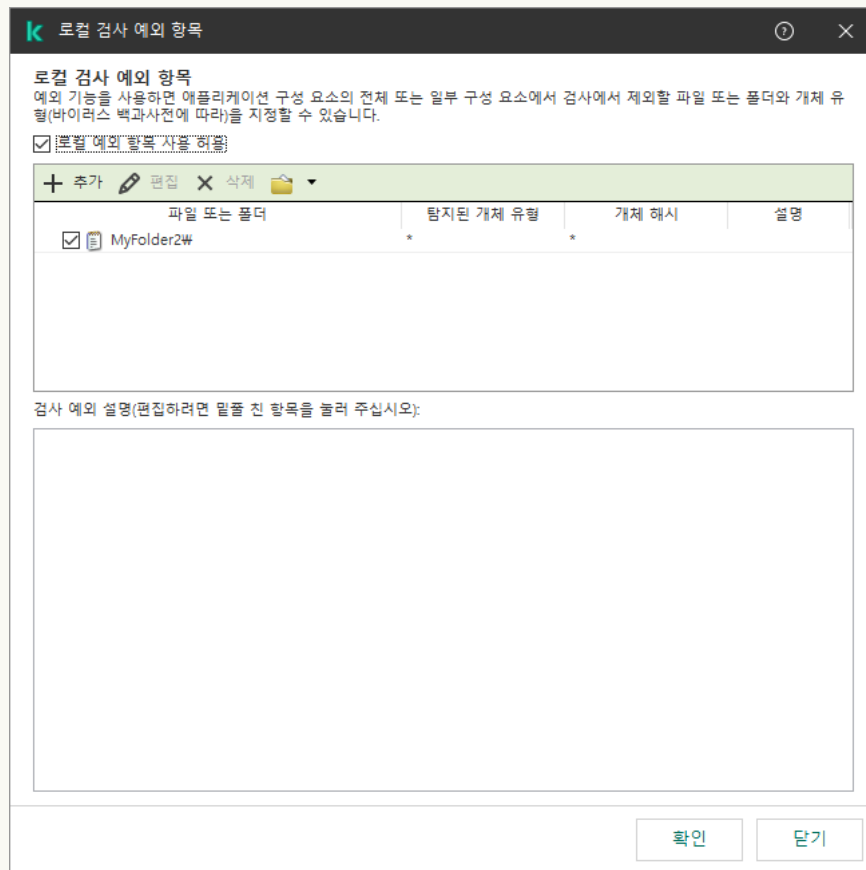 로컬 검사 예외 항목
로컬 검사 예외 항목
예외 기능을 사용하면 애플리케이션 구성 요소의 전체 또는 일부 구성 요소에서 검사에서 제외할 파일 또는 폴더와 개체 유
형(바이러스 백과사전에 따라)을 지정할 수 있습니다.
로컬 예외 항목 사용 허용
추가 편집 삭제
파일 또는 폴더 탐지된 개체 유형 개체 해시 설명
MyFolder2₩ * *
검사 예외 설명(편집하려면 밑줄 친 항목을 눌러 주십시오):
확인 닫기